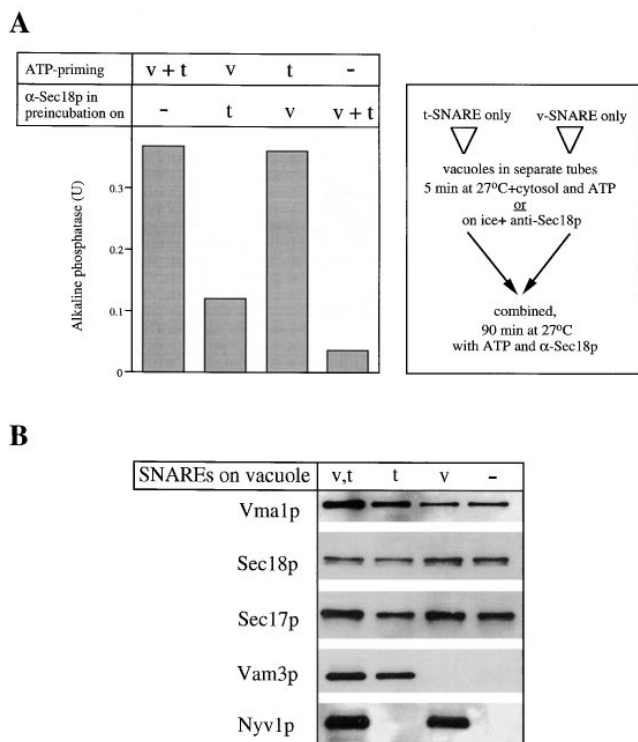 A
ATP-priming v + t v t -
α-Sec18p in
preincubation on - t v v + t
Alkaline phosphatase (U)
0.3
0.2
0.1
0
t-SNARE only v-SNARE only
vacuoles in separate tubes
5 min at 27°C+cytosol and ATP
or
on ice+ anti-Sec18p
combined,
90 min at 27°C
with ATP and α-Sec18p
B
SNAREs on vacuole v,t t v -
Vma1p
Sec18p
Sec17p
Vam3p
Nyv1p